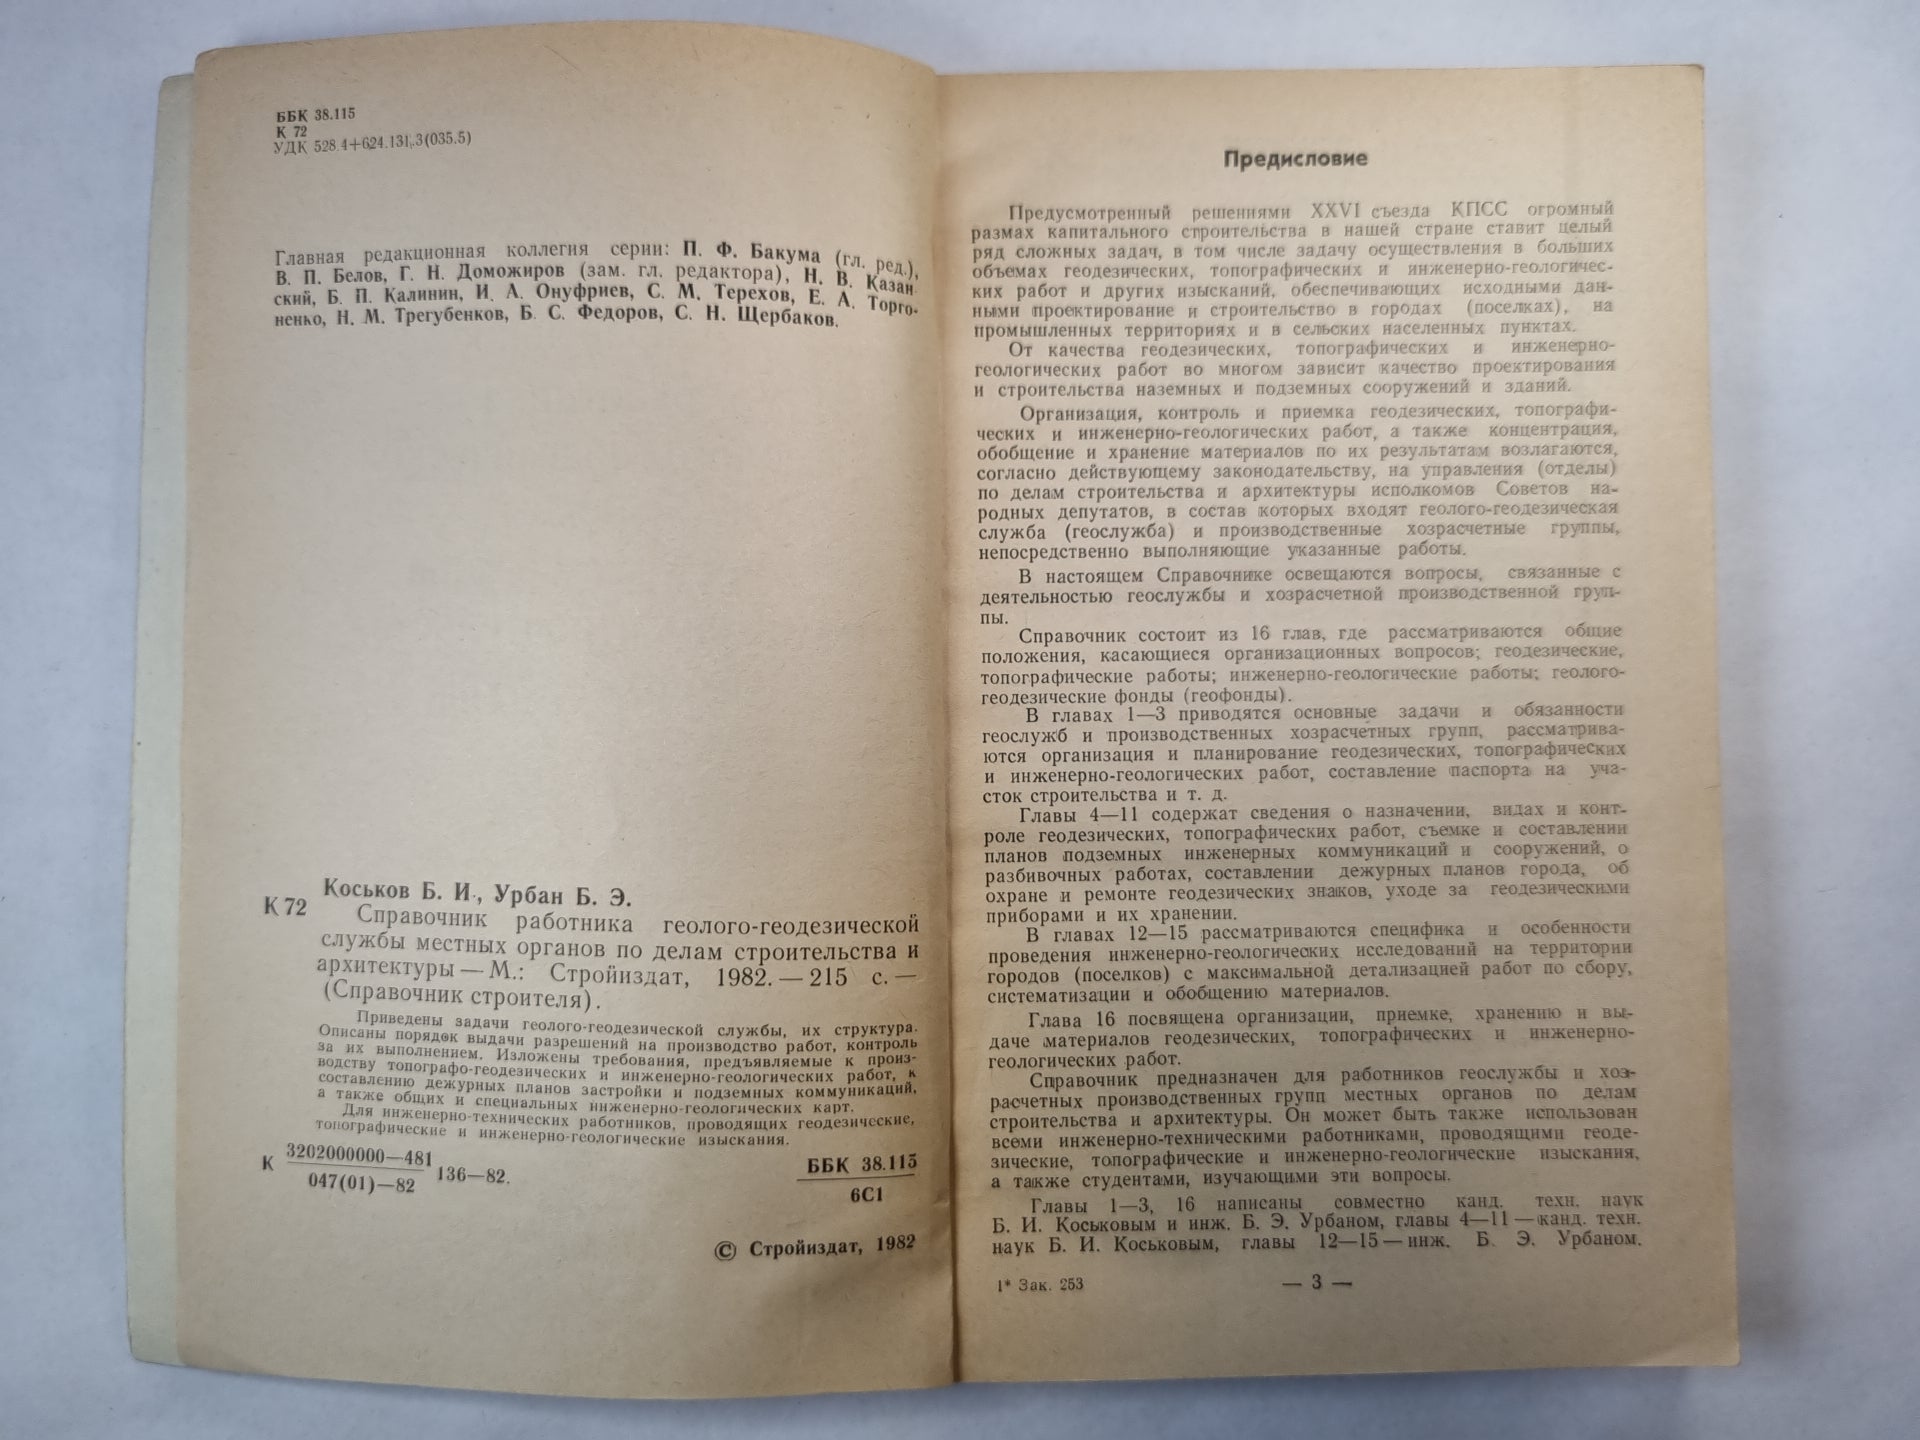 ББК 38.115
К 72
УДК 528.4+624.131.3(035.5)
Главная редакционная коллегия серии: П. Ф. Бакума (гл. ред.),
В. П. Белов, Г. Н. Доможиров (зам. гл. редактора), Н. В. Казан
ский, Б. П. Калинин, И. А. Онуфриев, С. М. Терехов, Е. А. Торго-
ненко, Н. М. Трегубенков, Б. С. Федоров, С. Н. Щербаков.
Коськов Б. И., Урбан Б. Э.
К 72
Справочник работника геолого-геодезической
службы местных органов по делам строительства и
архитектуры — М.: Стройиздат, 1982. — 215 с. —
(Справочник строителя).
Приведены задачи геолого-геодезической службы, их структура.
Описаны порядок выдачи разрешений на производство работ, контроль
за их выполнением. Изложены требования, предъявляемые к произ-
водству топографо-геодезических и инженерно-геологических работ, к
составлению дежурных планов застройки и подземных коммуникаций,
а также общих и специальных инженерно-геологических карт.
Для инженерно-технических работников, проводящих геодезические,
топографические и инженерно-геологические изыскания.
К 3202000000—481
047(01)—82
136—82.
ББК 38.115
6С1
© Стройиздат, 1982
Предисловие
Предусмотренный решениями XXVI съезда КПСС огромный
размах капитального строительства в нашей стране ставит целый
ряд сложных задач, в том числе задачу осуществления в больших
объемах геодезических, топографических и инженерно-геологичес-
ких работ и других изысканий, обеспечивающих исходными дан-
ными проектирование и строительство в городах (поселках), на
промышленных территориях и в сельских населенных пунктах.
От качества геодезических, топографических и инженерно-
геологических работ во многом зависит качество проектирования
и строительства наземных и подземных сооружений и зданий.
Организация, контроль и приемка геодезических, топографи-
ческих и инженерно-геологических работ, а также концентрация,
обобщение и хранение материалов по их результатам возлагаются,
согласно действующему законодательству, на управления (отделы)
по делам строительства и архитектуры исполкомов Советов на-
родных депутатов, в состав которых входят геолого-геодезическая
служба (геослужба) и производственные хозрасчетные группы,
непосредственно выполняющие указанные работы.
В настоящем Справочнике освещаются вопросы, связанные с
деятельностью геослужбы и хозрасчетной производственной груп-
пы.
Справочник состоит из 16 глав, где рассматриваются общие
положения, касающиеся организационных вопросов; геодезические,
топографические работы; инженерно-геологические работы; геолого-
геодезические фонды (геофонды).
В главах 1—3 приводятся основные задачи и обязанности
геослужб и производственных хозрасчетных групп, рассматрива-
ются организация и планирование геодезических, топографических
и инженерно-геологических работ, составление паспорта на уча-
сток строительства и т. д.
Главы 4—11 содержат сведения о назначении, видах и конт-
роле геодезических, топографических работ, съемке и составлении
планов подземных инженерных коммуникаций и сооружений, о
разбивочных работах, составлении дежурных планов города, об
охране и ремонте геодезических знаков, уходе за геодезическими
приборами и их хранении.
В главах 12—15 рассматриваются специфика и особенности
проведения инженерно-геологических исследований на территории
городов (поселков) с максимальной детализацией работ по сбору,
систематизации и обобщению материалов.
Глава 16 посвящена организации, приемке, хранению и вы-
даче материалов геодезических, топографических и инженерно-
геологических работ.
Справочник предназначен для работников геослужбы и хоз-
расчетных производственных групп местных органов по делам
строительства и архитектуры. Он может быть также использован
всеми инженерно-техническими работниками, проводящими геоде-
зические, топографические и инженерно-геологические изыскания,
а также студентами, изучающими эти вопросы.
Главы 1—3, 16 написаны совместно канд. техн. наук
Б. И. Коськовым и инж. Б. Э. Урбаном, главы 4—11 — канд. техн.
наук Б. И. Коськовым, главы 12—15 — инж. Б. Э. Урбаном.
1* Зак. 253
— 3 —